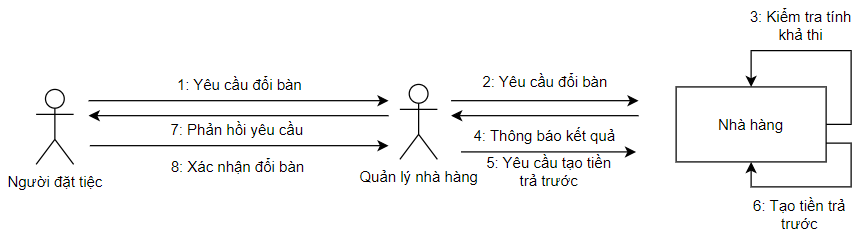 3: Kiểm tra tính
khả thi
1: Yêu cầu đổi bàn
2: Yêu cầu đổi bàn
Nhà hàng
7: Phản hồi yêu cầu
4: Thông báo kết quả
8: Xác nhận đổi bàn
5: Yêu cầu tạo tiền
trả trước
Người đặt tiệc
Quản lý nhà hàng
6: Tạo tiền trả
trước